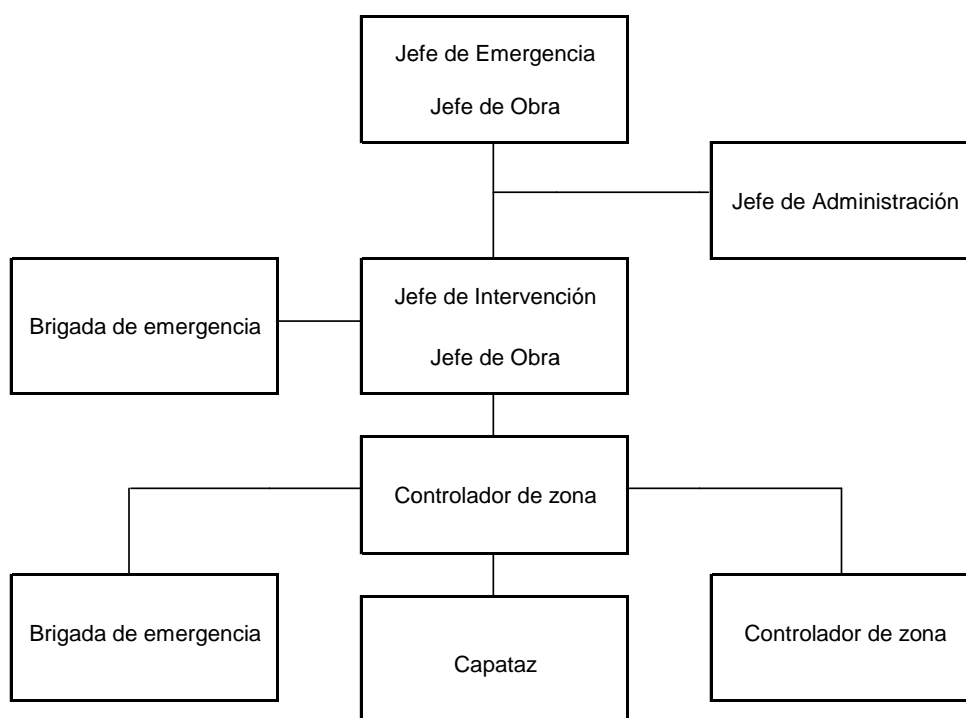 Jefe de Emergencia
Jefe de Obra
Jefe de Administración
Brigada de emergencia
Jefe de Intervención
Jefe de Obra
Controlador de zona
Brigada de emergencia
Capataz
Controlador de zona